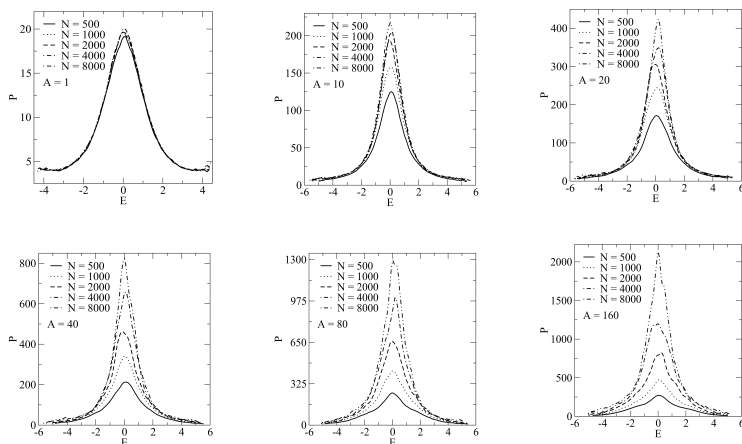 20
15
10
5
P
N = 500
N = 1000
N = 2000
N = 4000
N = 8000
A = 1
-4 -2 0 2 4
E
200
150
100
50
0
P
N = 500
N = 1000
N = 2000
N = 4000
N = 8000
A = 10
-6 -4 -2 0 2 4 6
E
400
300
200
100
0
P
N = 500
N = 1000
N = 2000
N = 4000
N = 8000
A = 20
-6 -4 -2 0 2 4 6
E
800
600
400
200
0
P
N = 500
N = 1000
N = 2000
N = 4000
N = 8000
A = 40
-6 -4 -2 0 2 4 6
E
1300
975
650
325
0
P
N = 500
N = 1000
N = 2000
N = 4000
N = 8000
A = 80
-6 -4 -2 0 2 4 6
E
2000
1500
1000
500
0
P
N = 500
N = 1000
N = 2000
N = 4000
N = 8000
A = 160
-6 -4 -2 0 2 4 6
E